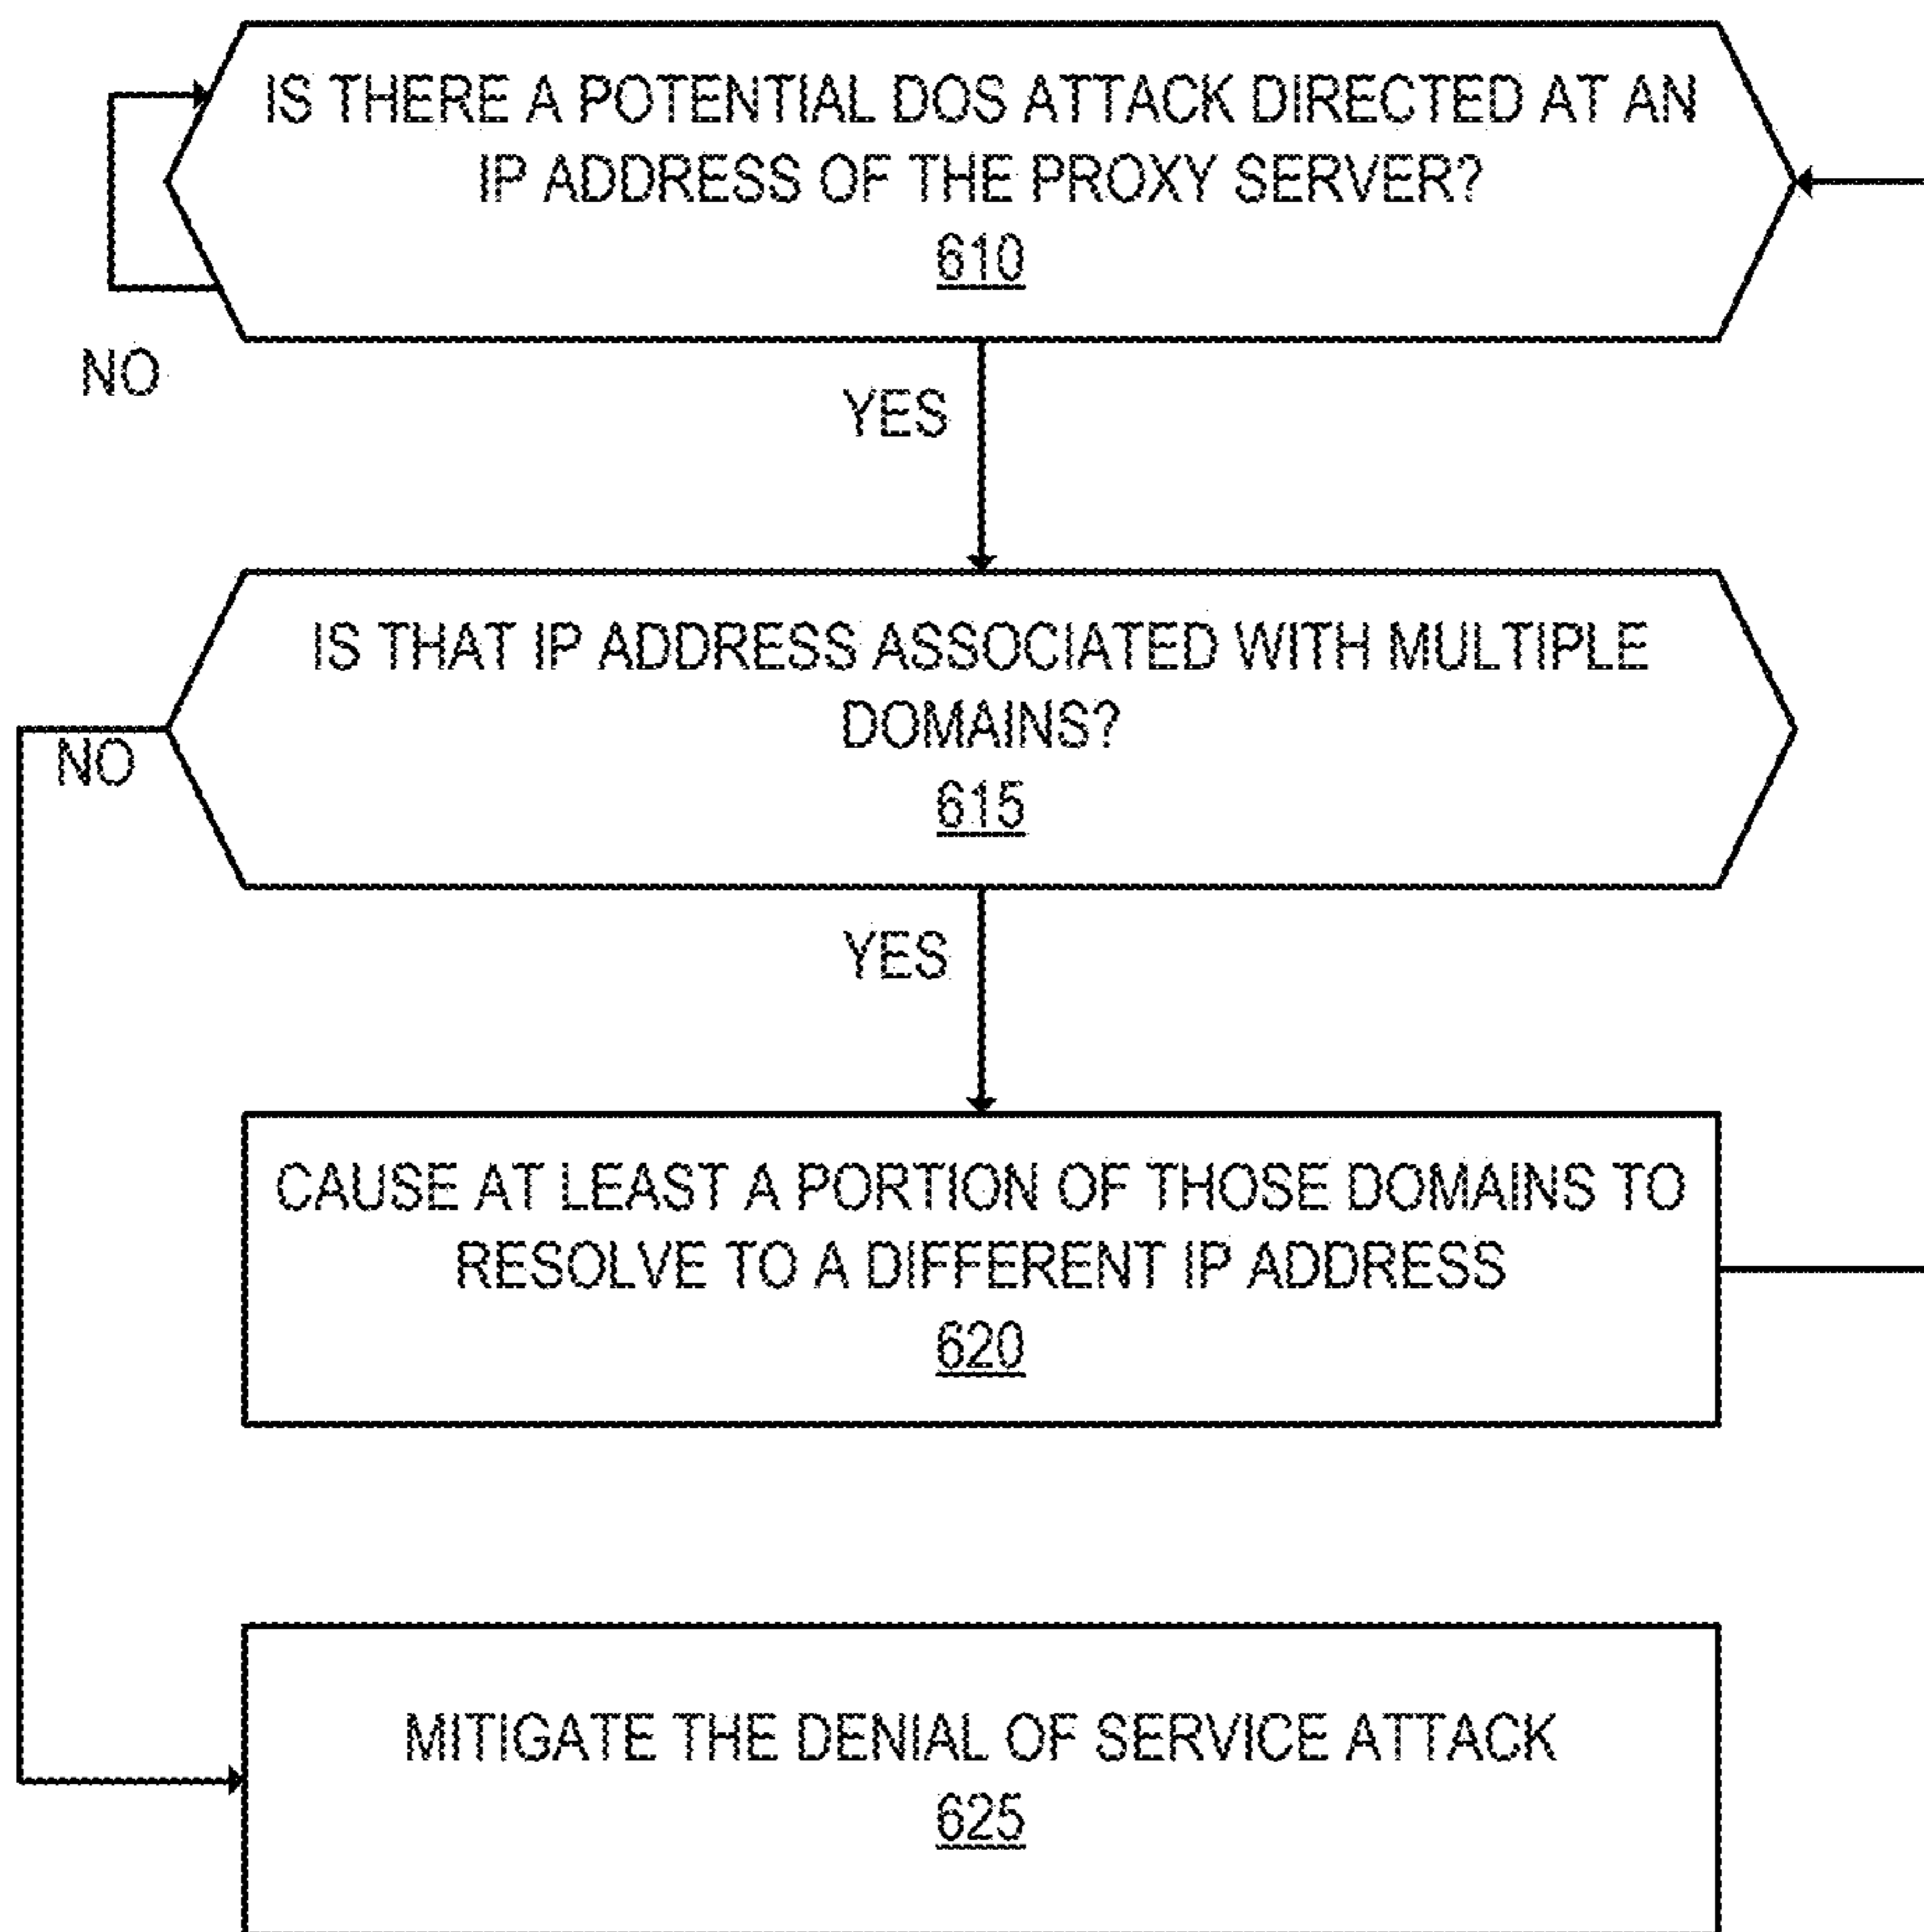 IS THERE A POTENTIAL DOS ATTACK DIRECTED AT AN
IP ADDRESS OF THE PROXY SERVER?
610
NO
YES
IS THAT IP ADDRESS ASSOCIATED WITH MULTIPLE
DOMAINS?
615
NO
YES
CAUSE AT LEAST A PORTION OF THOSE DOMAINS TO
RESOLVE TO A DIFFERENT IP ADDRESS
620
MITIGATE THE DENIAL OF SERVICE ATTACK
625